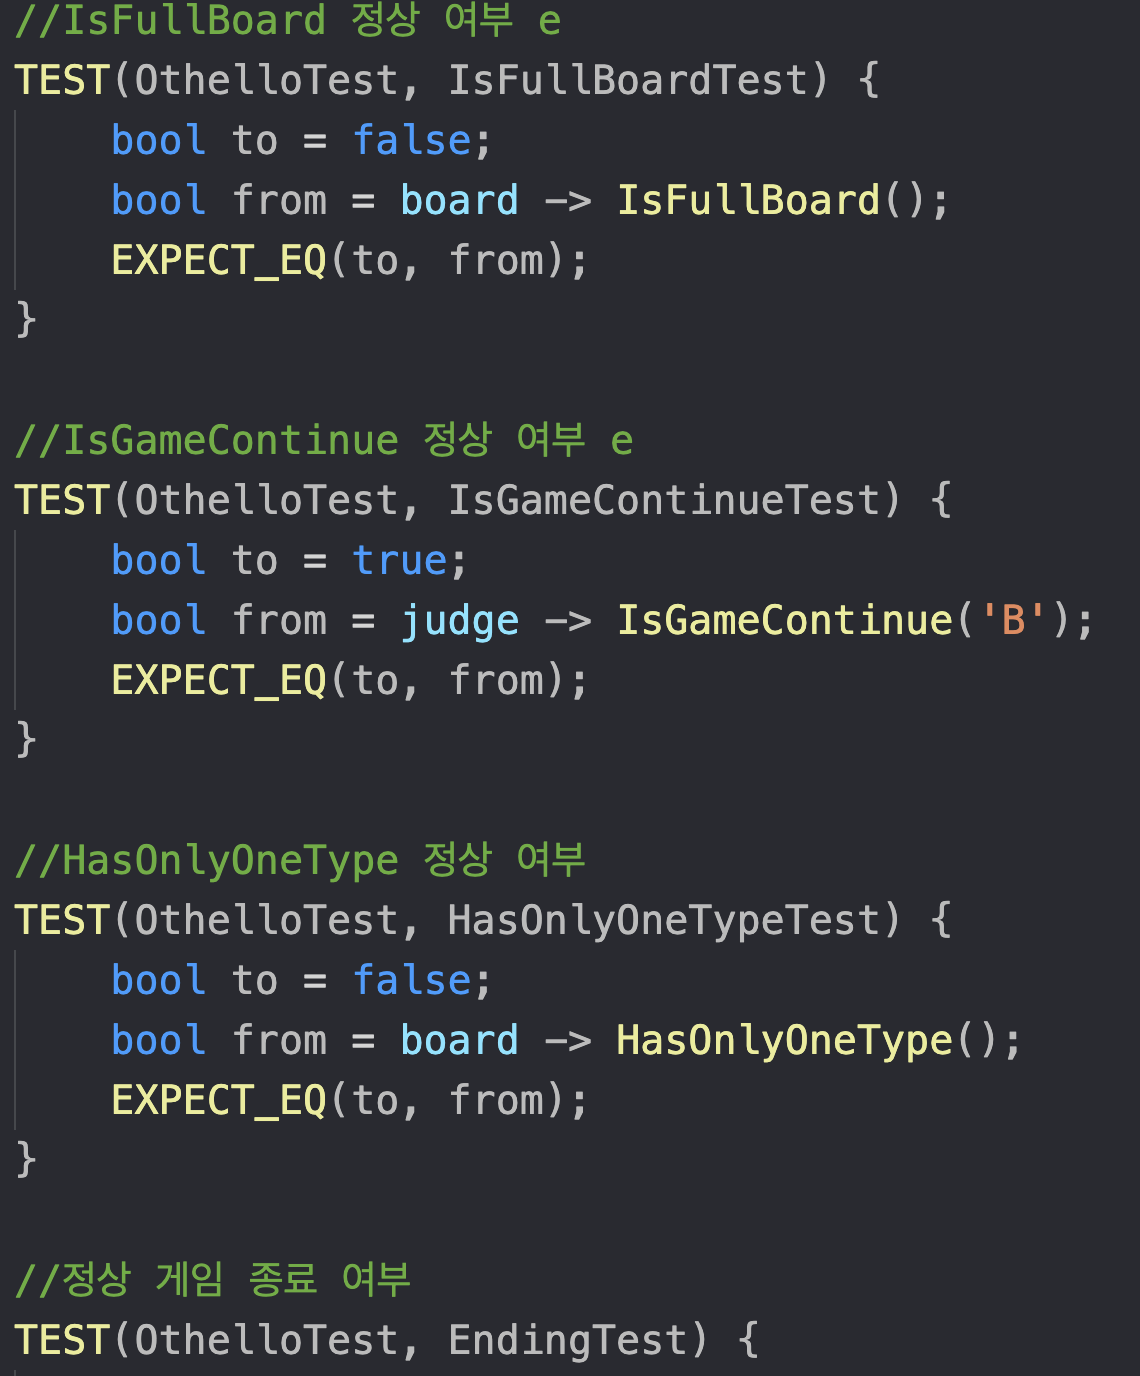 //IsFullBoard 정상 여부 e
TEST(OthelloTest, IsFullBoardTest) {
    bool to = false;
    bool from = board -> IsFullBoard();
    EXPECT_EQ(to, from);
}
//IsGameContinue 정상 여부 e
TEST(OthelloTest, IsGameContinueTest) {
    bool to = true;
    bool from = judge -> IsGameContinue('B');
    EXPECT_EQ(to, from);
}
//HasOnlyOneType 정상 여부
TEST(OthelloTest, HasOnlyOneTypeTest) {
    bool to = false;
    bool from = board -> HasOnlyOneType();
    EXPECT_EQ(to, from);
}
//정상 게임 종료 여부
TEST(OthelloTest, EndingTest) {